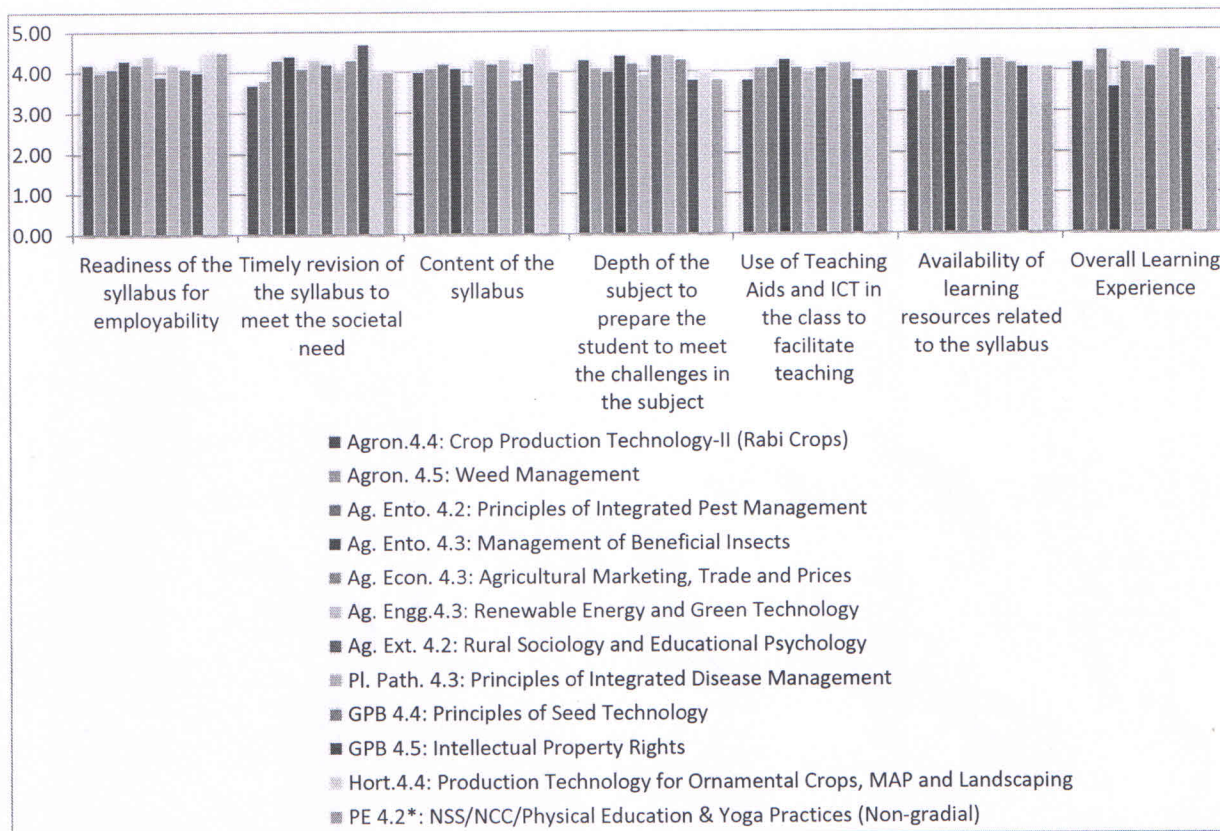 5.00
4.00
3.00
2.00
1.00
0.00
Readiness of the
syllabus for
employability
Timely revision of
the syllabus to
meet the societal
need
Content of the
syllabus
Depth of the
subject to
prepare the
student to meet
the challenges in
the subject
Use of Teaching
Aids and ICT in
the class to
facilitate
teaching
Availability of
learning
resources related
to the syllabus
Overall Learning
Experience
Agron.4.4: Crop Production Technology-II (Rabi Crops)
Agron. 4.5: Weed Management
Ag. Ento. 4.2: Principles of Integrated Pest Management
Ag. Ento. 4.3: Management of Beneficial Insects
Ag. Econ. 4.3: Agricultural Marketing, Trade and Prices
Ag. Engg.4.3: Renewable Energy and Green Technology
Ag. Ext. 4.2: Rural Sociology and Educational Psychology
Pl. Path. 4.3: Principles of Integrated Disease Management
GPB 4.4: Principles of Seed Technology
GPB 4.5: Intellectual Property Rights
Hort.4.4: Production Technology for Ornamental Crops, MAP and Landscaping
PE 4.2*: NSS/NCC/Physical Education & Yoga Practices (Non-gradial)